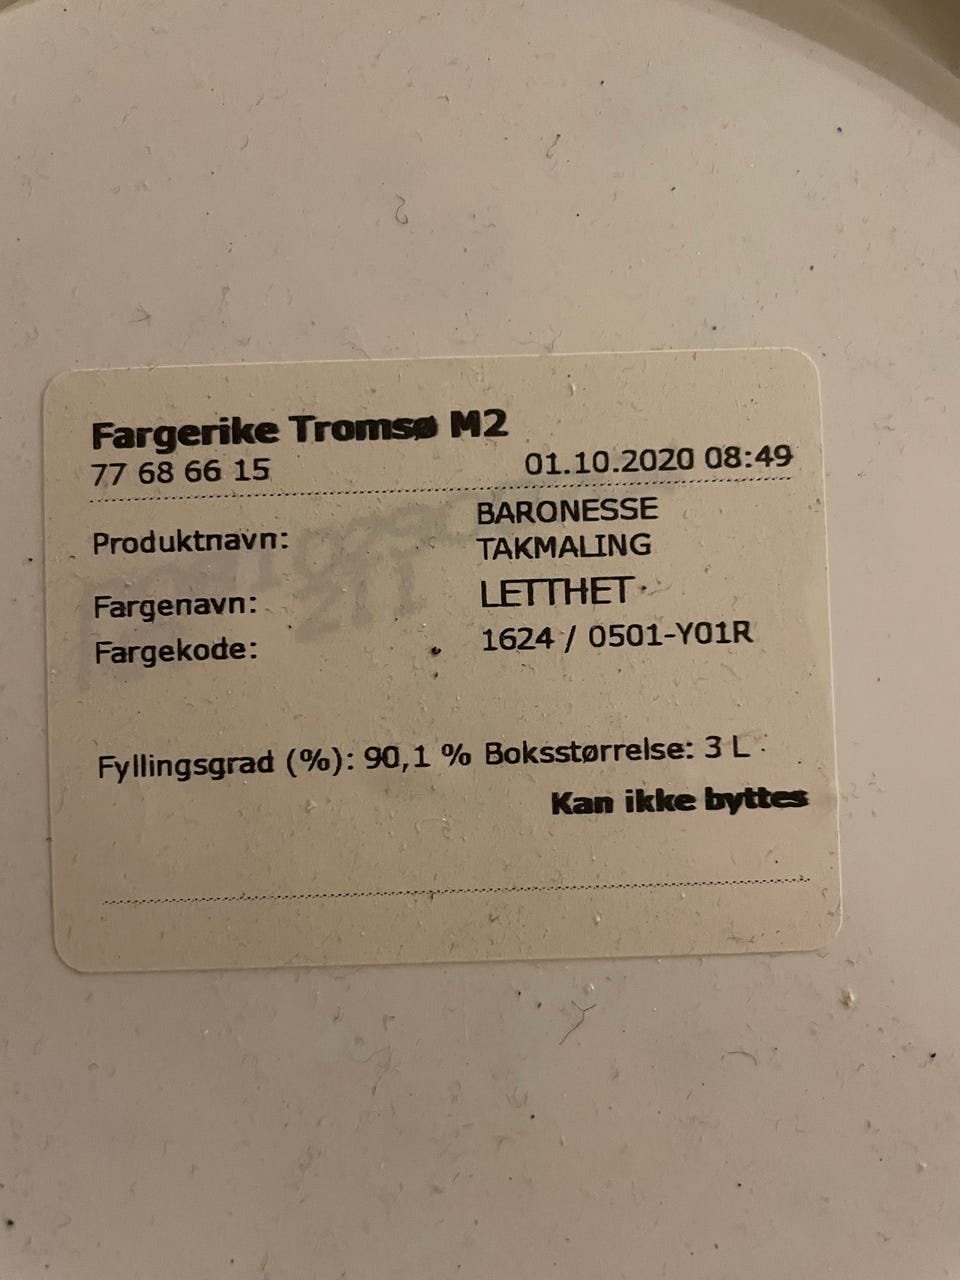 Fargerike Tromsø M2
77 68 66 15 01.10.2020 08:49
Produktnavn: BARONESSE
TAKMALING
Fargenavn: LETTHET
Fargekode: 1624 / 0501-Y01R
Fyllingsgrad (%): 90,1 % Boksstørrelse: 3 L
Kan ikke byttes